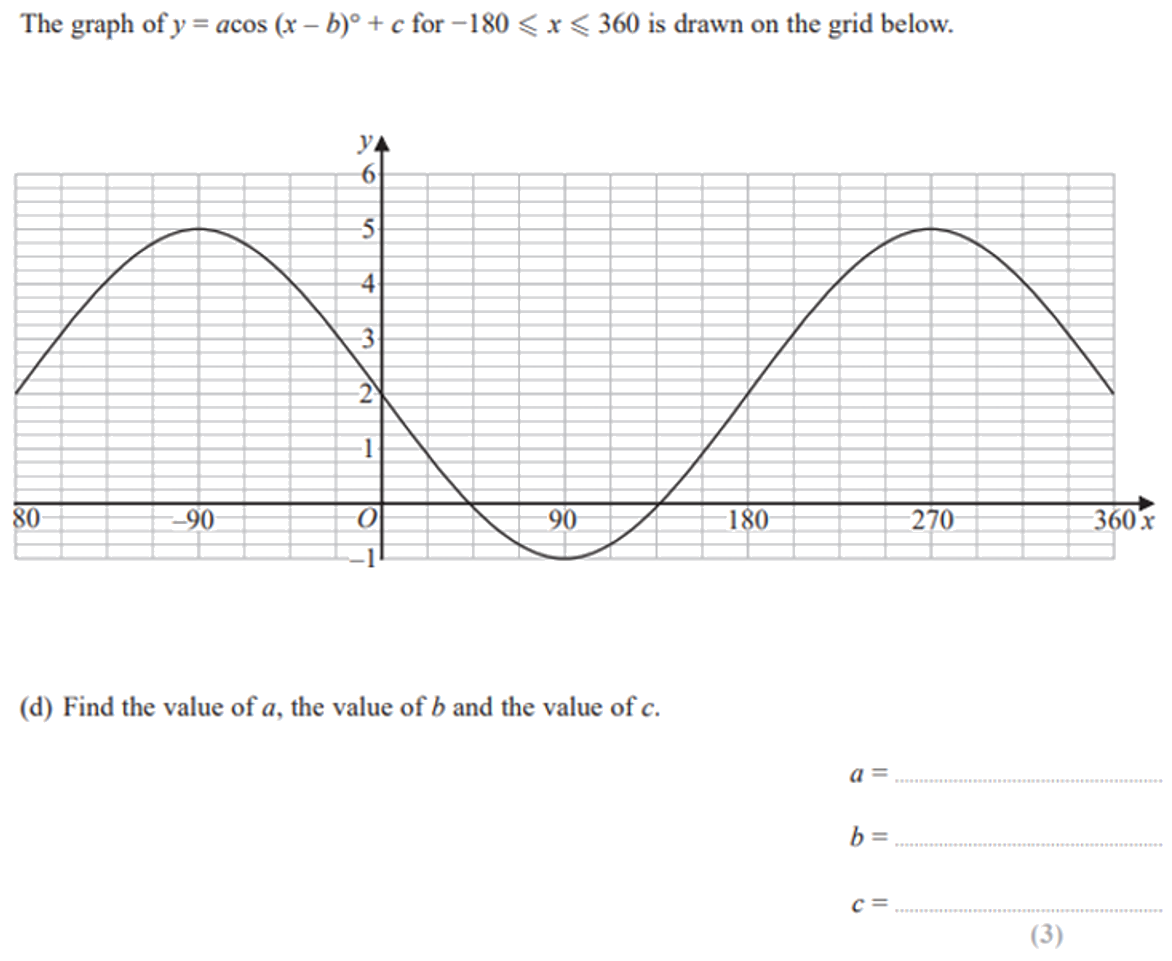 The graph of y = acos (x – b)° + c for −180 ⩽ x ⩽ 360 is drawn on the grid below.
y
6
5
4
3
2
1
80 –90 O 90 180 270 360 x
–1
(d) Find the value of a, the value of b and the value of c.
a =
b =
c =
(3)